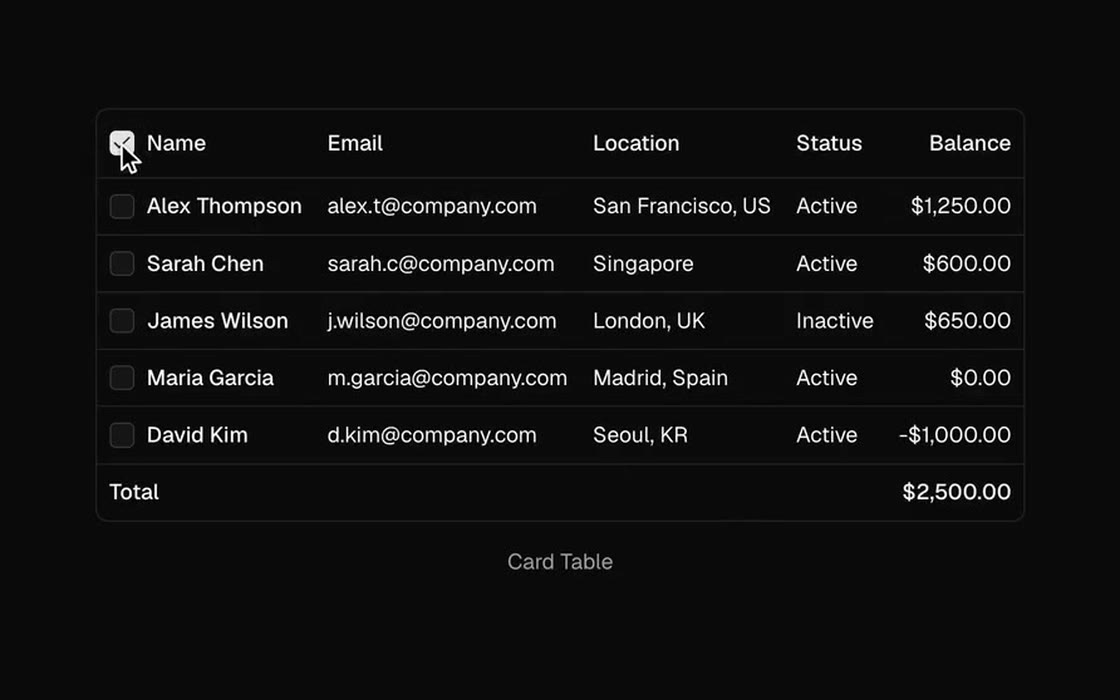 Name Email Location Status Balance
Alex Thompson alex.t@company.com San Francisco, US Active $1,250.00
Sarah Chen sarah.c@company.com Singapore Active $600.00
James Wilson j.wilson@company.com London, UK Inactive $650.00
Maria Garcia m.garcia@company.com Madrid, Spain Active $0.00
David Kim d.kim@company.com Seoul, KR Active -$1,000.00
Total $2,500.00
Card Table